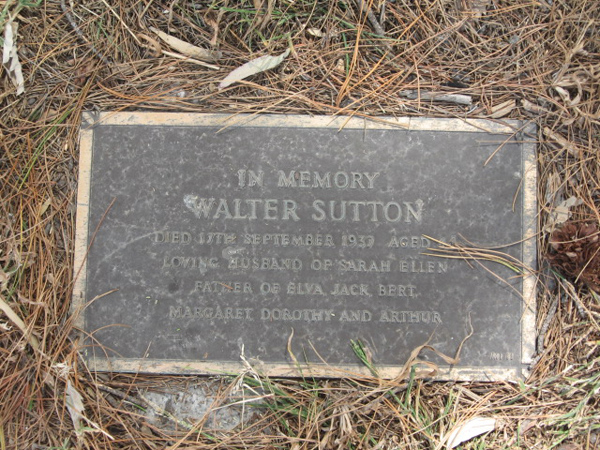 IN MEMORY
WALTER SUTTON
DIED 17TH SEPTEMBER 1937 AGED
LOVING HUSBAND OF SARAH ELLEN
FATHER OF ELVA, JACK, BERT,
MARGARET, DOROTHY AND ARTHUR